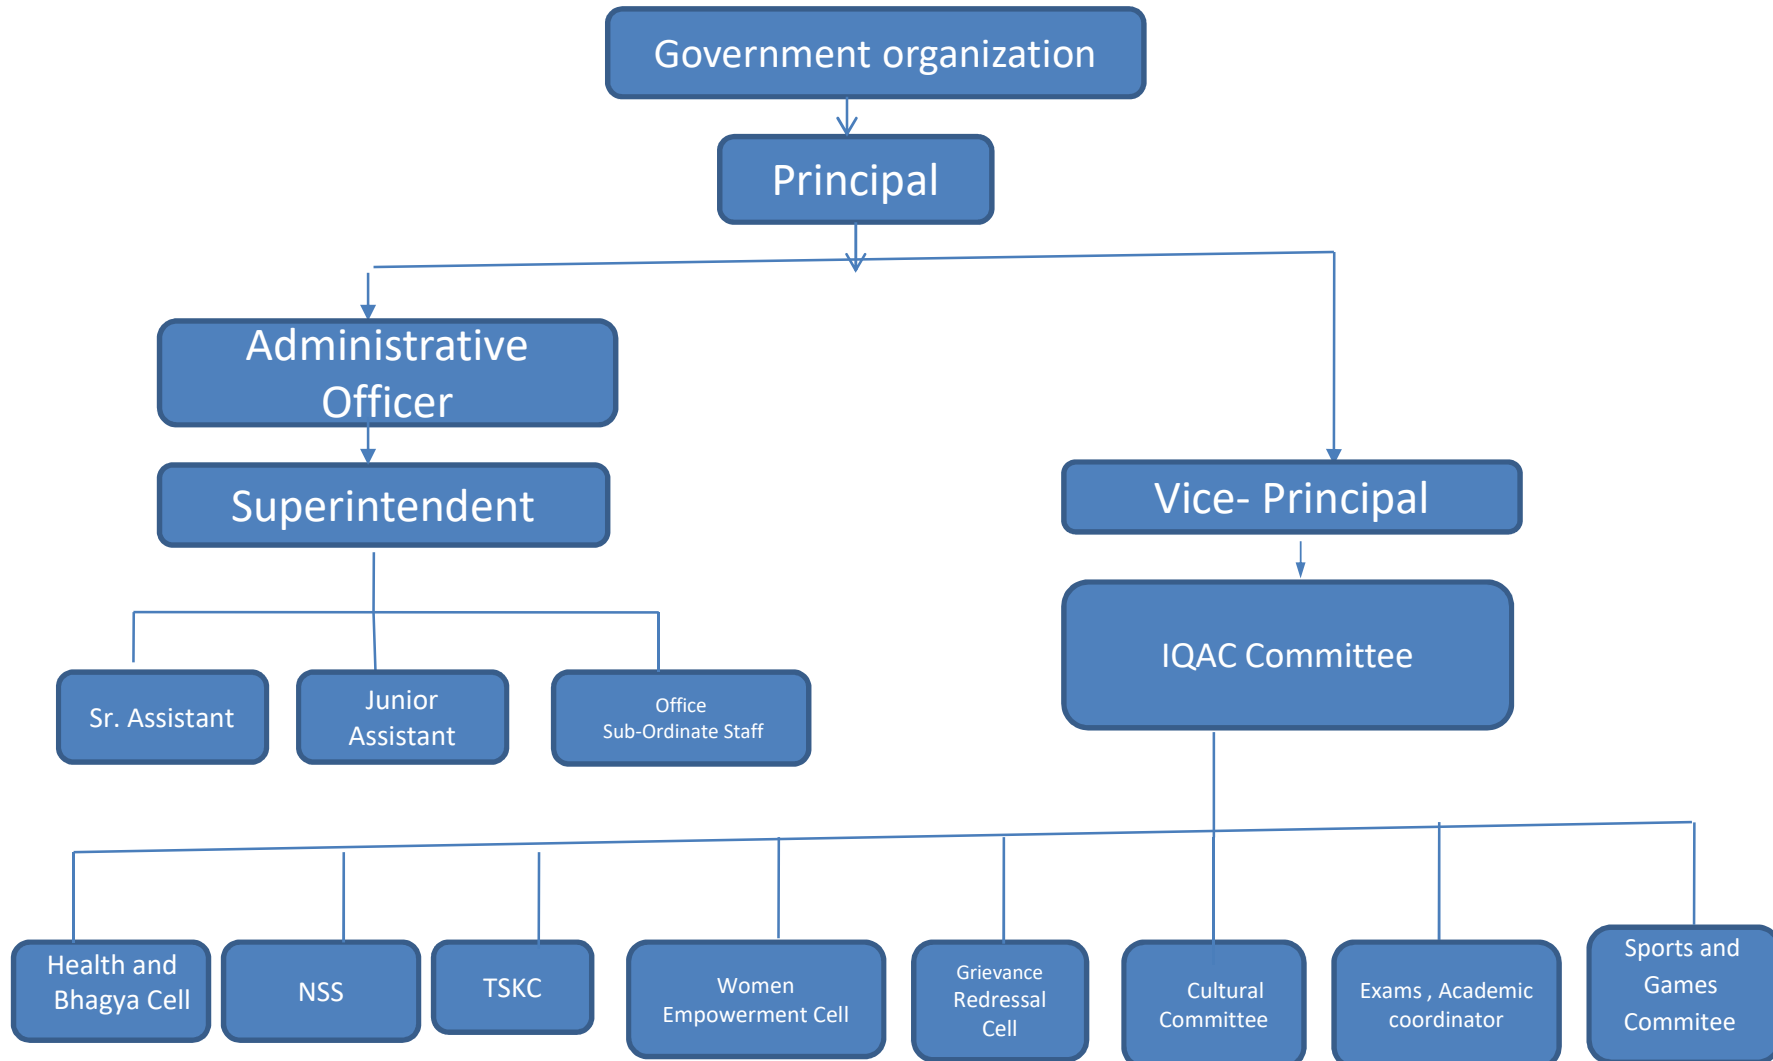 Government organization
Principal
Administrative
Officer
Superintendent
Vice- Principal
IQAC Committee
Sr. Assistant
Junior
Assistant
Office
Sub-Ordinate Staff
Health and
Bhagya Cell
NSS
TSKC
Women
Empowerment Cell
Grievance
Redressal
Cell
Cultural
Committee
Exams , Academic
coordinator
Sports and
Games
Commitee